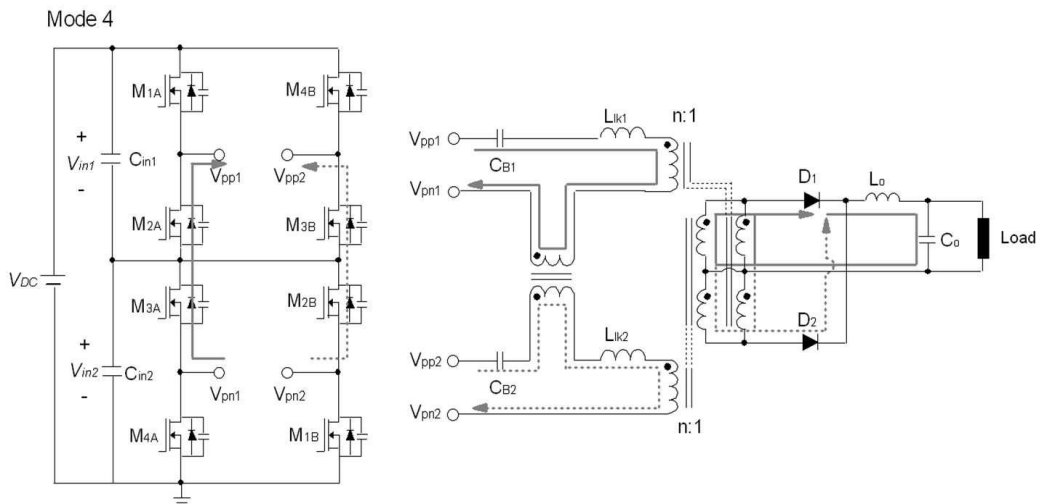 Mode 4
M1A
M4B
+
Vin1
-
Cin1
Vpp1
Vpp2
M2A
M3B
VDC
M3A
M2B
+
Vin2
-
Cin2
Vpn1
Vpn2
M4A
M1B
Vpp1
CB1
Llk1
n:1
Vpn1
Vpp2
CB2
Llk2
Vpn2
n:1
D1
Lo
Co
Load
D2